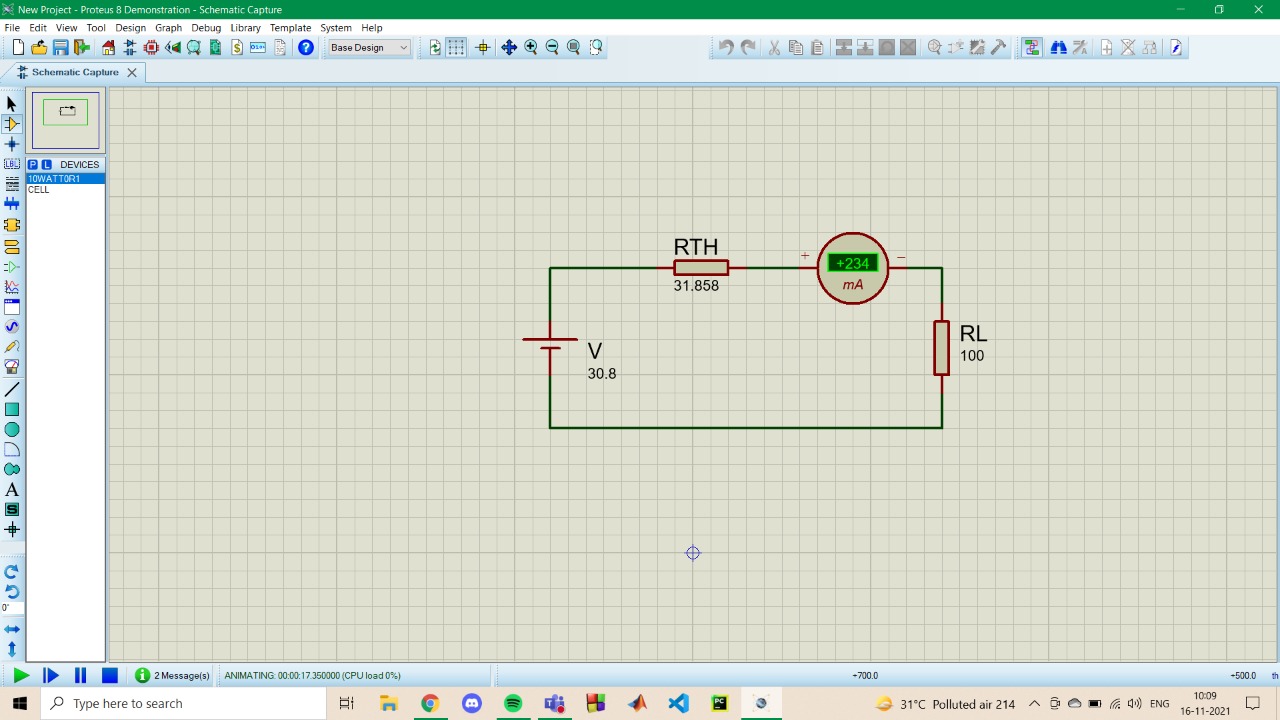 New Project - Proteus 8 Demonstration - Schematic Capture
File Edit View Tool Design Graph Debug Library Template System Help
Base Design
Schematic Capture
P L DEVICES
10WATT0R1
CELL
LBL
A
S
0°
RTH
31.858
+ +234 −
mA
V
30.8
RL
100
2 Message(s) ANIMATING: 00:00:17.350000 (CPU load 0%) +700.0 +500.0 th
Type here to search
31°C Polluted air 214
ENG
10:09
16-11-2021